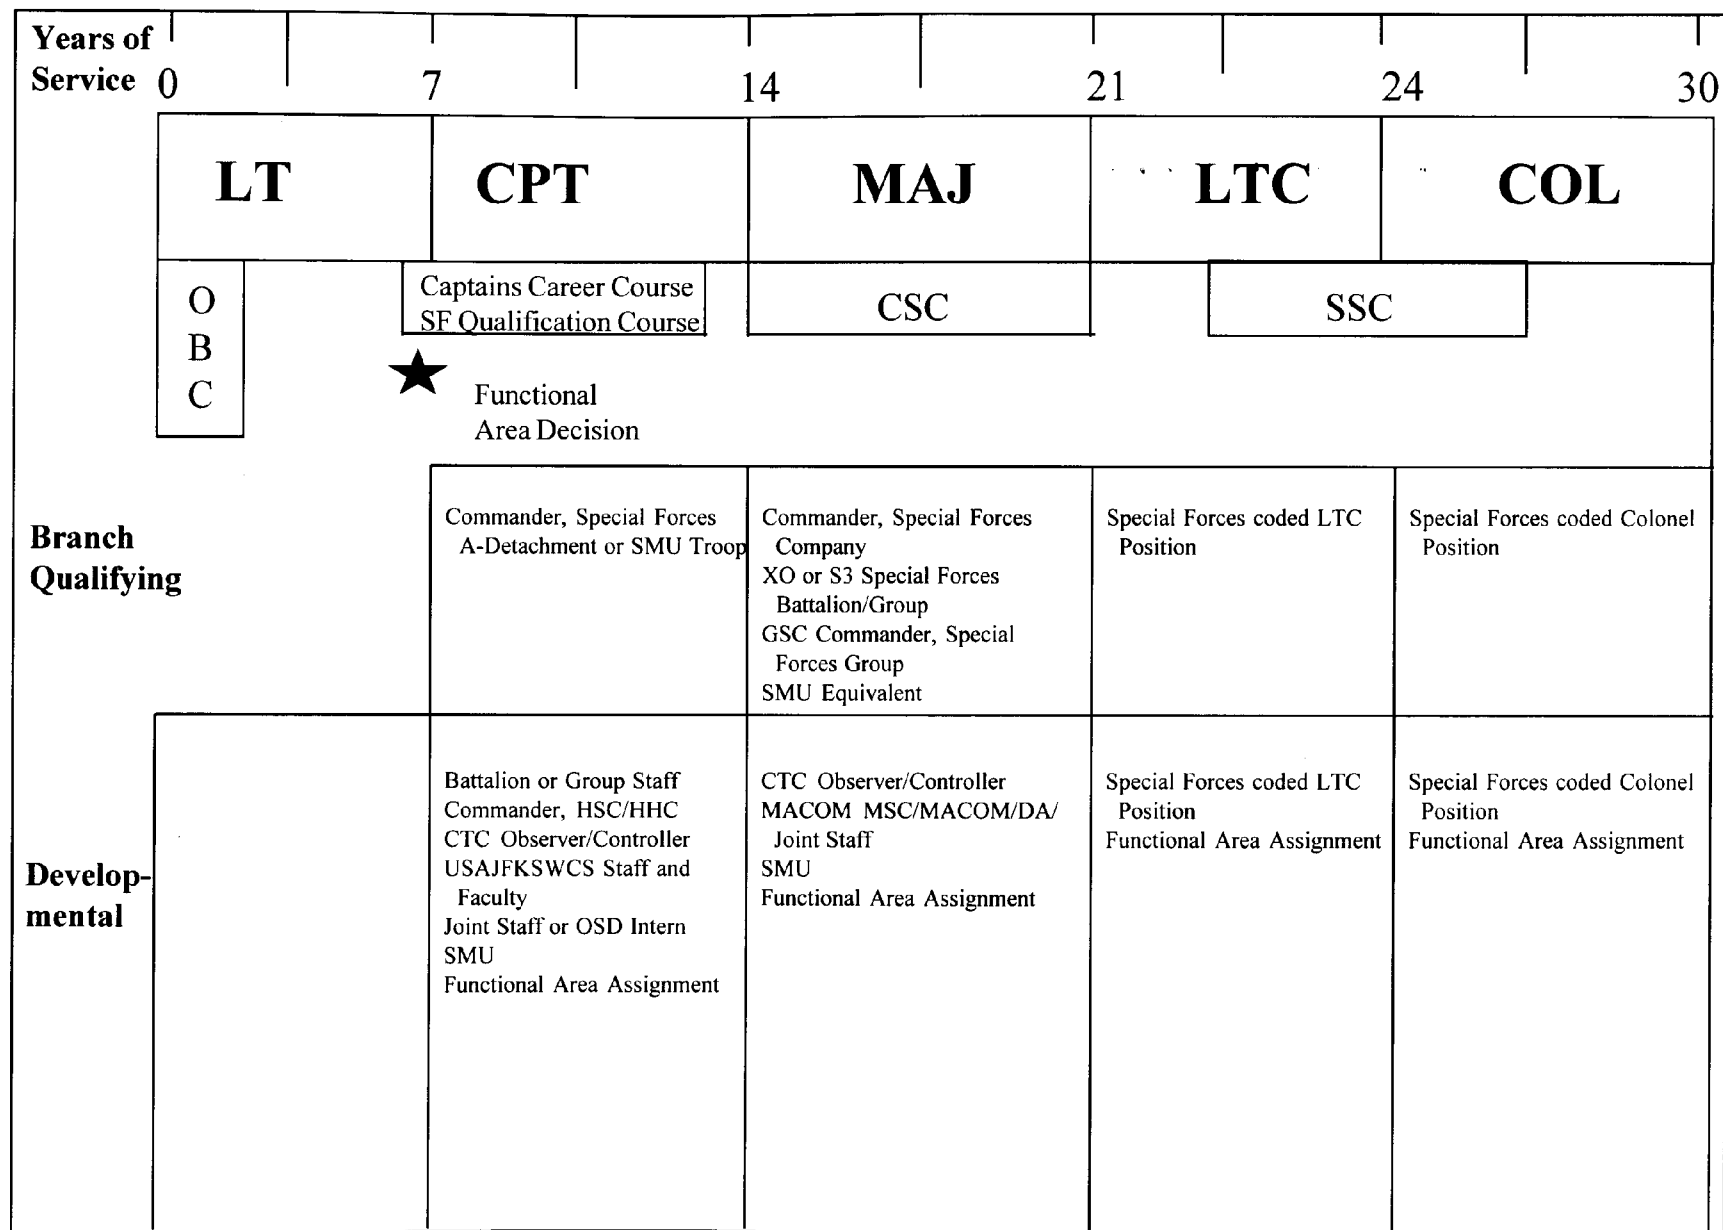 Years of
Service 0 7 14 21 24 30
LT CPT MAJ LTC COL
O
B
C
Captains Career Course
SF Qualification Course
CSC
SSC
Functional
Area Decision
Branch
Qualifying
Commander, Special Forces
A-Detachment or SMU Troop
Commander, Special Forces
Company
XO or S3 Special Forces
Battalion/Group
GSC Commander, Special
Forces Group
SMU Equivalent
Special Forces coded LTC
Position
Special Forces coded Colonel
Position
Develop-
mental
Battalion or Group Staff
Commander, HSC/HHC
CTC Observer/Controller
USAJFKSWCS Staff and
Faculty
Joint Staff or OSD Intern
SMU
Functional Area Assignment
CTC Observer/Controller
MACOM MSC/MACOM/DA/
Joint Staff
SMU
Functional Area Assignment
Special Forces coded LTC
Position
Functional Area Assignment
Special Forces coded Colonel
Position
Functional Area Assignment